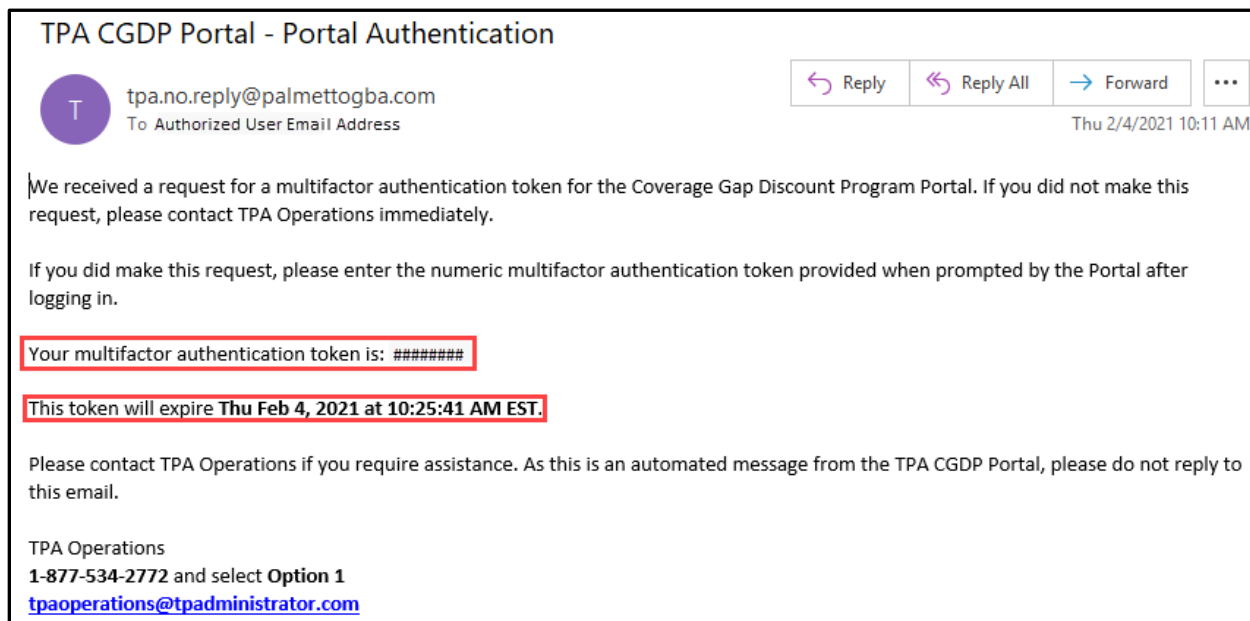 TPA CGDP Portal - Portal Authentication
T
tpa.no.reply@palmettogba.com
To Authorized User Email Address
Reply
Reply All
Forward
...
Thu 2/4/2021 10:11 AM
We received a request for a multifactor authentication token for the Coverage Gap Discount Program Portal. If you did not make this
request, please contact TPA Operations immediately.
If you did make this request, please enter the numeric multifactor authentication token provided when prompted by the Portal after
logging in.
Your multifactor authentication token is: ########
This token will expire Thu Feb 4, 2021 at 10:25:41 AM EST.
Please contact TPA Operations if you require assistance. As this is an automated message from the TPA CGDP Portal, please do not reply to
this email.
TPA Operations
1-877-534-2772 and select Option 1
tpaoperations@tpadministrator.com